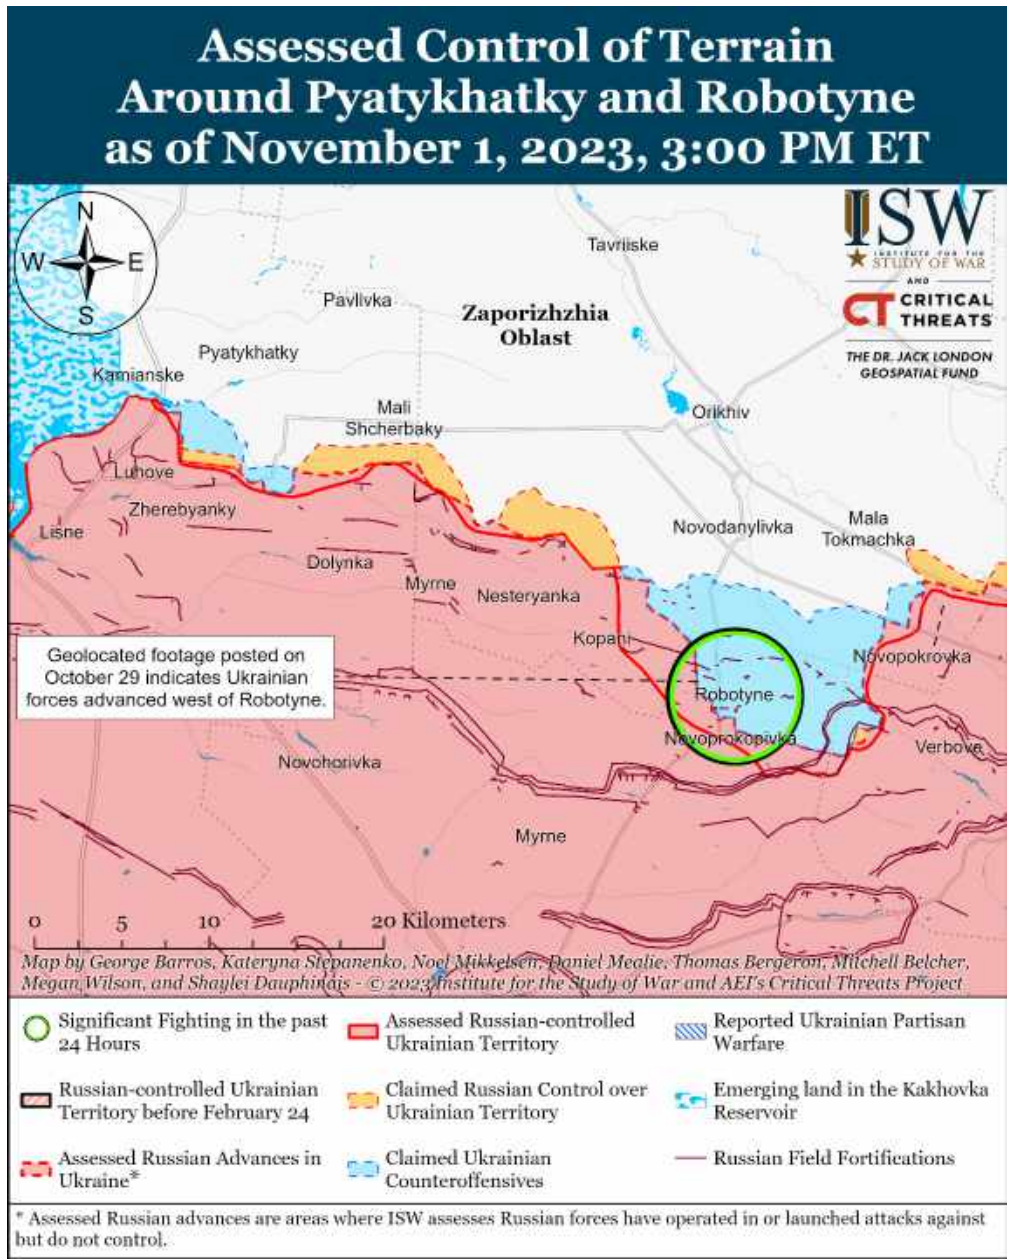 Assessed Control of Terrain
Around Pyatykhatky and Robotyne
as of November 1, 2023, 3:00 PM ET
N
W
E
S
ISW
INSTITUTE FOR THE
STUDY OF WAR
AND
CT CRITICAL
THREATS
THE DR. JACK LONDON
GEOSPATIAL FUND
Tavriiske
Pavlivka
Zaporizhzhia
Oblast
Pyatykhatky
Kamianske
Mali
Shcherbaky
Orikhiv
Luhove
Zherebyanky
Lisne
Novodanylivka
Mala
Tokmachka
Dolynka
Myrne
Nesteryanka
Kopani
Novopokrovka
Geolocated footage posted on
October 29 indicates Ukrainian
forces advanced west of Robotyne.
Robotyne
Novoprokopivka
Verbove
Novohorivka
Myrne
0 5 10 20 Kilometers
Map by George Barros, Kateryna Stepanenko, Noel Mikkelsen, Daniel Mealie, Thomas Bergeron, Mitchell Belcher,
Megan Wilson, and Shaylei Dauphinais - © 2023 Institute for the Study of War and AEI's Critical Threats Project
Significant Fighting in the past
24 Hours
Assessed Russian-controlled
Ukrainian Territory
Reported Ukrainian Partisan
Warfare
Russian-controlled Ukrainian
Territory before February 24
Claimed Russian Control over
Ukrainian Territory
Emerging land in the Kakhovka
Reservoir
Assessed Russian Advances in
Ukraine*
Claimed Ukrainian
Counteroffensives
Russian Field Fortifications
* Assessed Russian advances are areas where ISW assesses Russian forces have operated in or launched attacks against
but do not control.